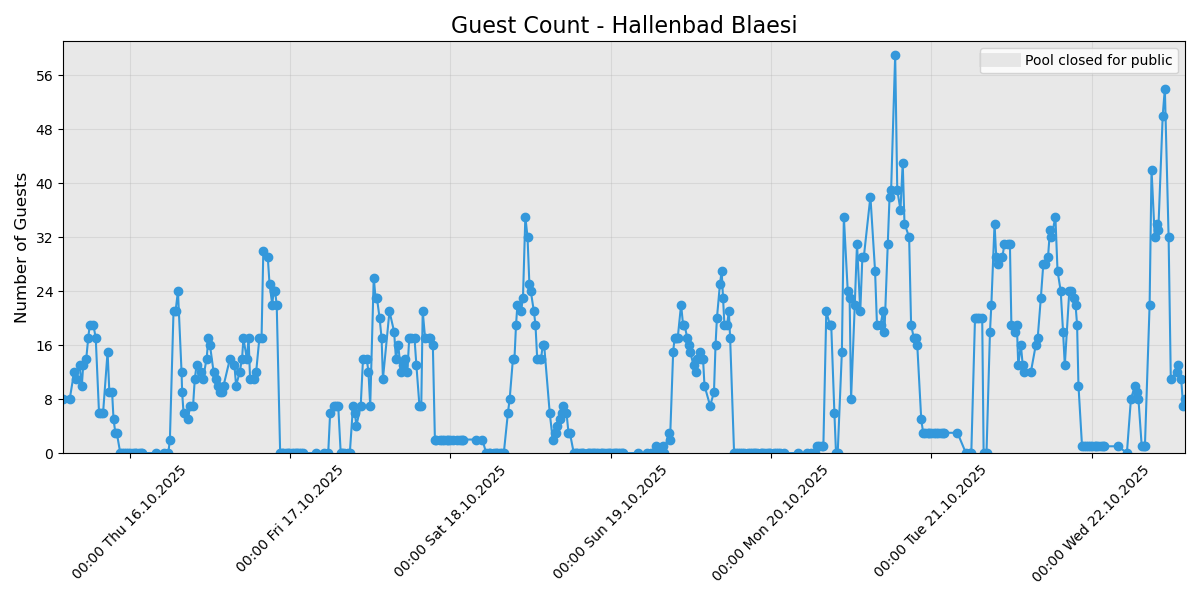 Guest Count - Hallenbad Blaesi
Pool closed for public
Number of Guests
56
48
40
32
24
16
8
0
00:00 Thu 16.10.2025
00:00 Fri 17.10.2025
00:00 Sat 18.10.2025
00:00 Sun 19.10.2025
00:00 Mon 20.10.2025
00:00 Tue 21.10.2025
00:00 Wed 22.10.2025